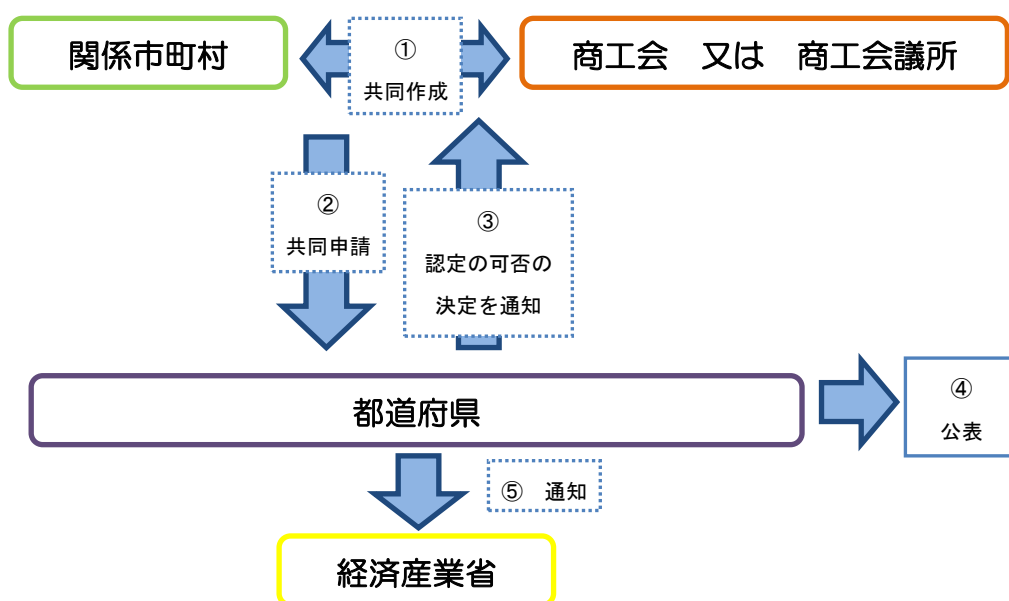 関係市町村
①
共同作成
商工会　又は　商工会議所
②
共同申請
③
認定の可否の
決定を通知
都道府県
④
公表
⑤　通知
経済産業省